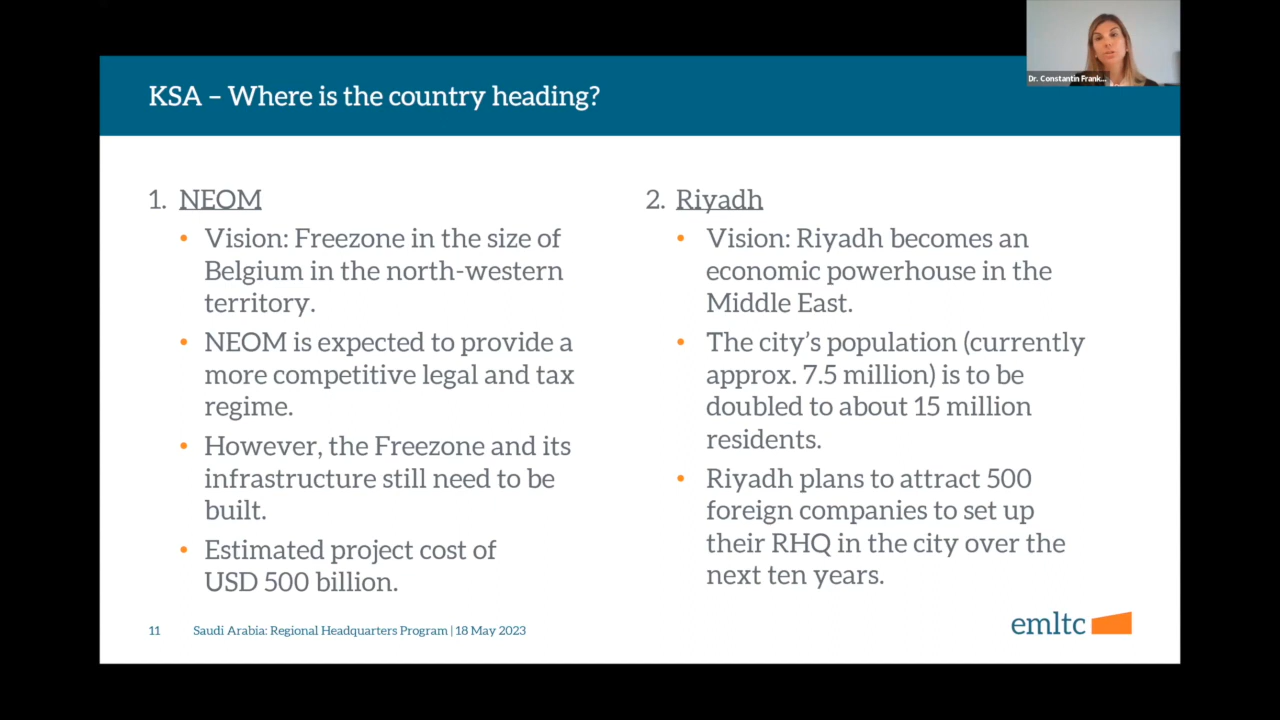 Dr. Constantin Frank...
KSA – Where is the country heading?
1. NEOM
• Vision: Freezone in the size of
Belgium in the north-western
territory.
• NEOM is expected to provide a
more competitive legal and tax
regime.
• However, the Freezone and its
infrastructure still need to be
built.
• Estimated project cost of
USD 500 billion.
2. Riyadh
• Vision: Riyadh becomes an
economic powerhouse in the
Middle East.
• The city’s population (currently
approx. 7.5 million) is to be
doubled to about 15 million
residents.
• Riyadh plans to attract 500
foreign companies to set up
their RHQ in the city over the
next ten years.
11 Saudi Arabia: Regional Headquarters Program | 18 May 2023
emltc